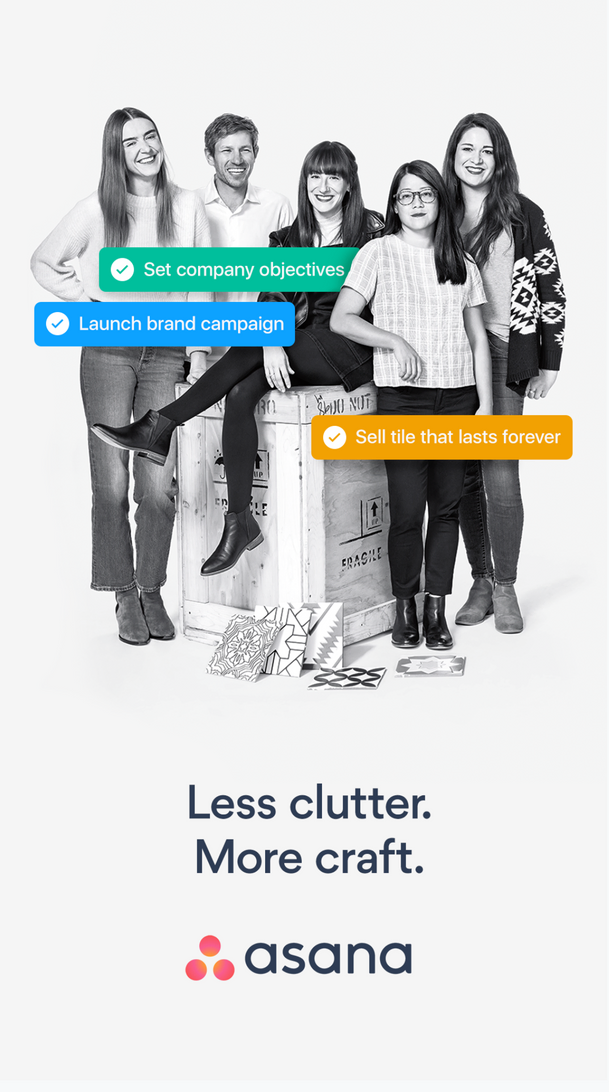 Set company objectives
Launch brand campaign
DO NOT
Sell tile that lasts forever
UP
FRAGILE
Less clutter.
More craft.
asana